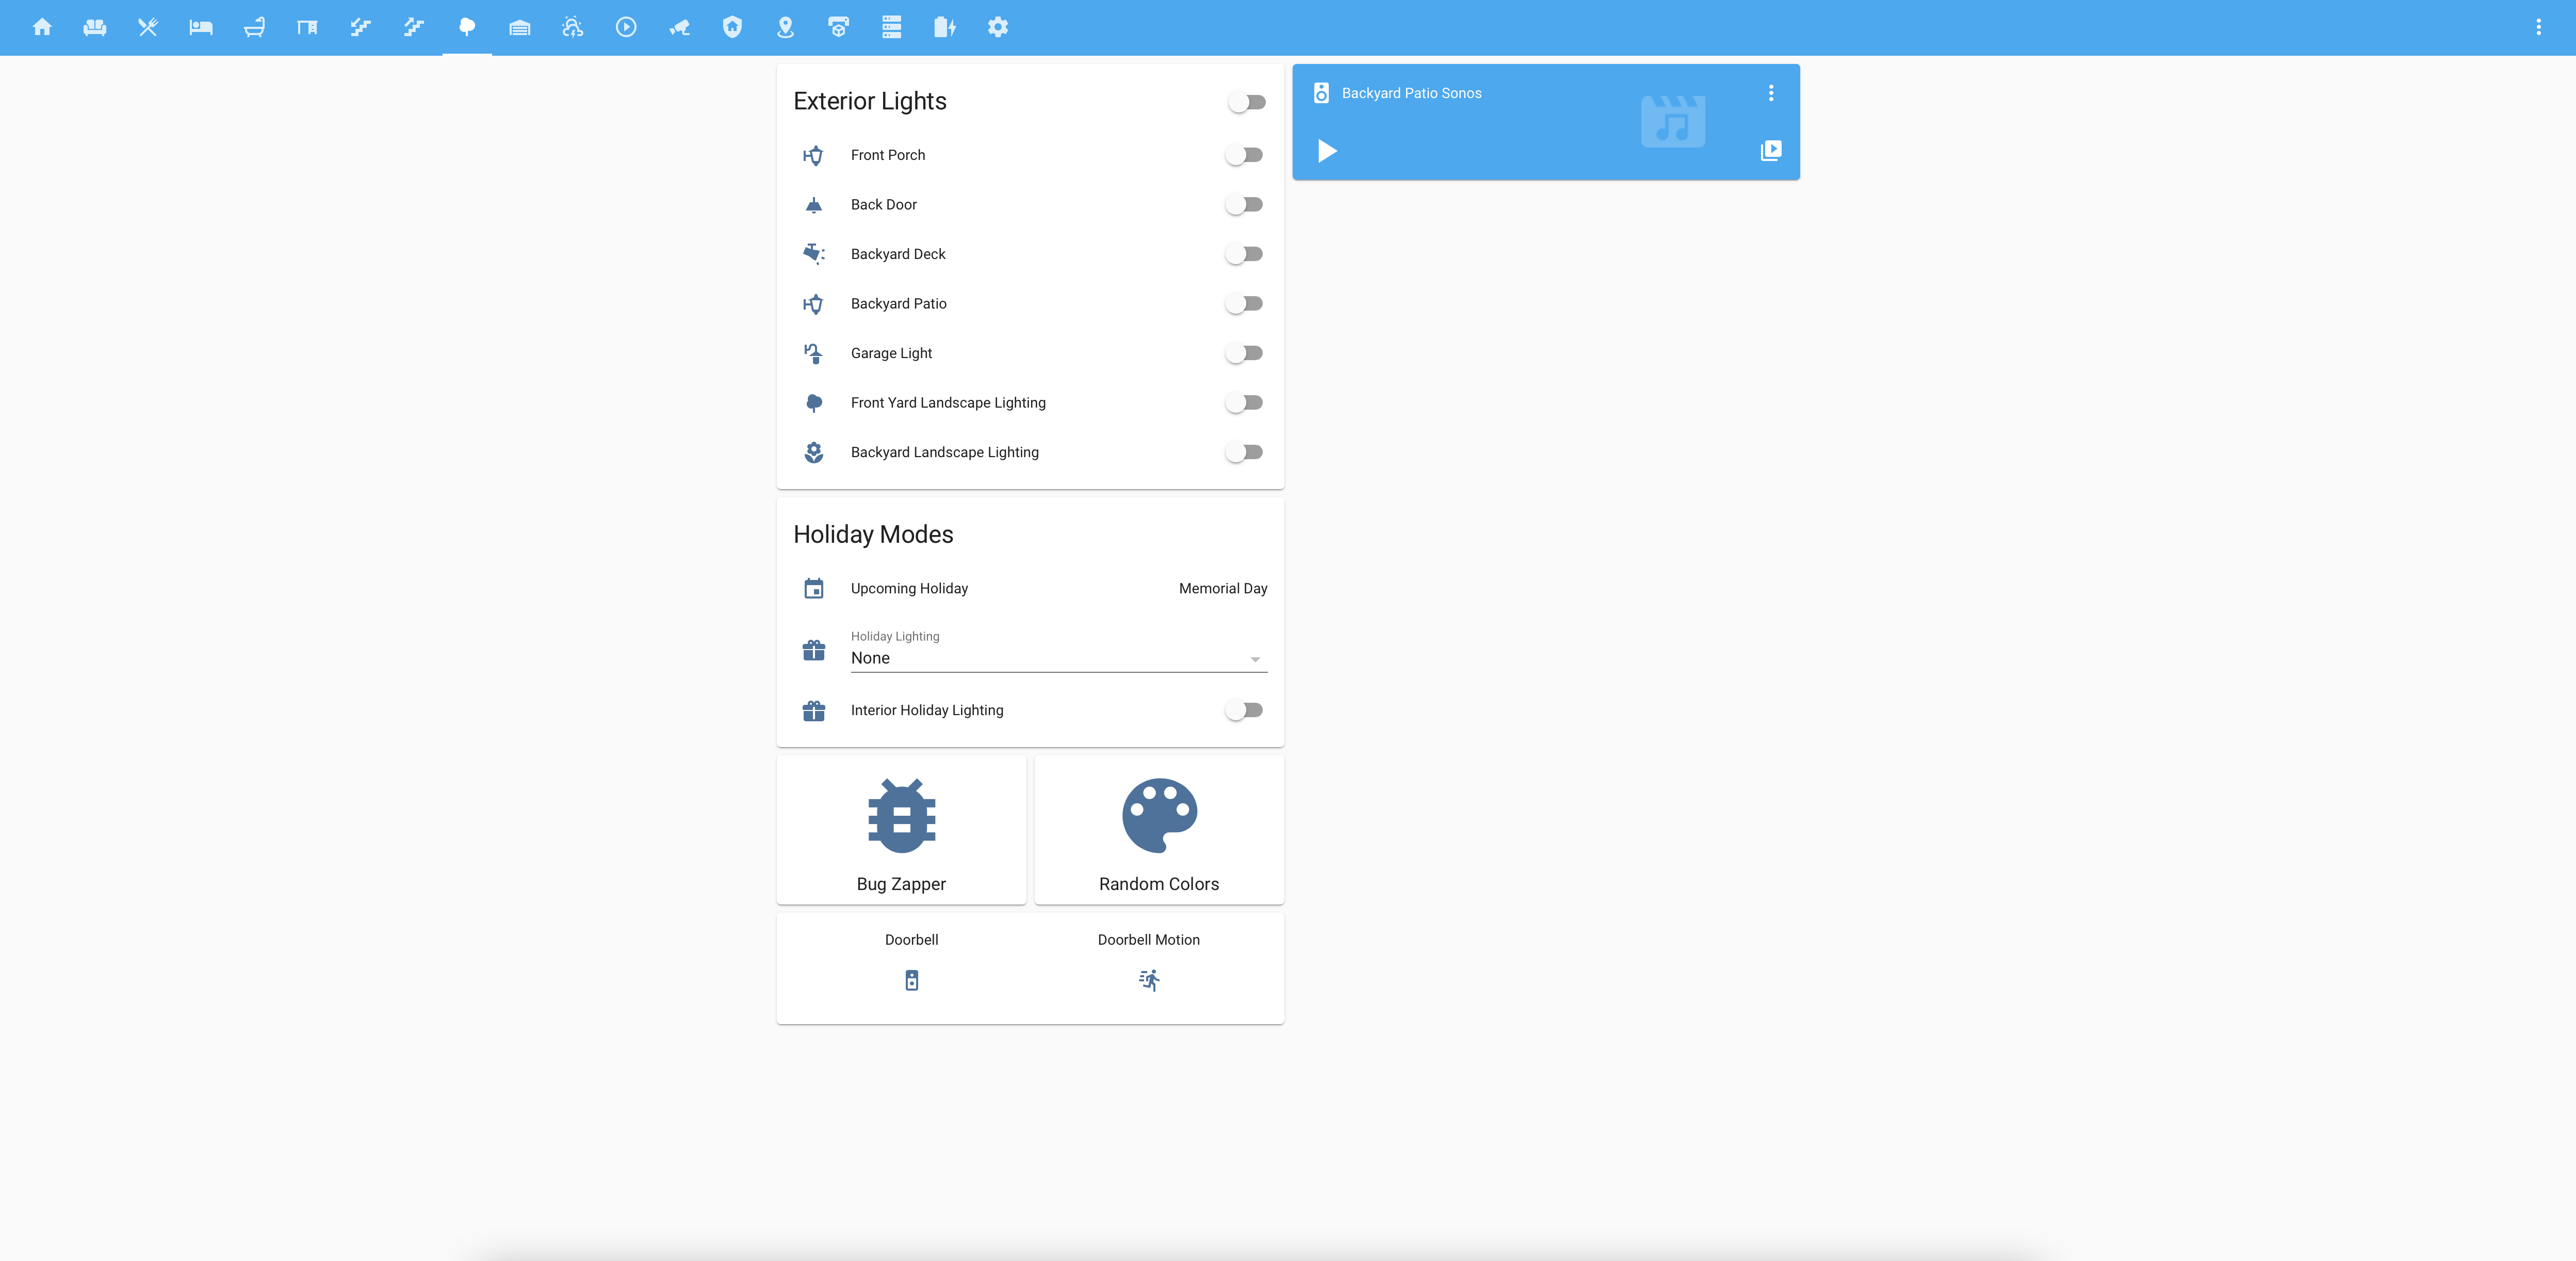 Exterior Lights
Front Porch
Back Door
Backyard Deck
Backyard Patio
Garage Light
Front Yard Landscape Lighting
Backyard Landscape Lighting
Holiday Modes
Upcoming Holiday Memorial Day
Holiday Lighting
None
Interior Holiday Lighting
Bug Zapper Random Colors
Doorbell Doorbell Motion
Backyard Patio Sonos